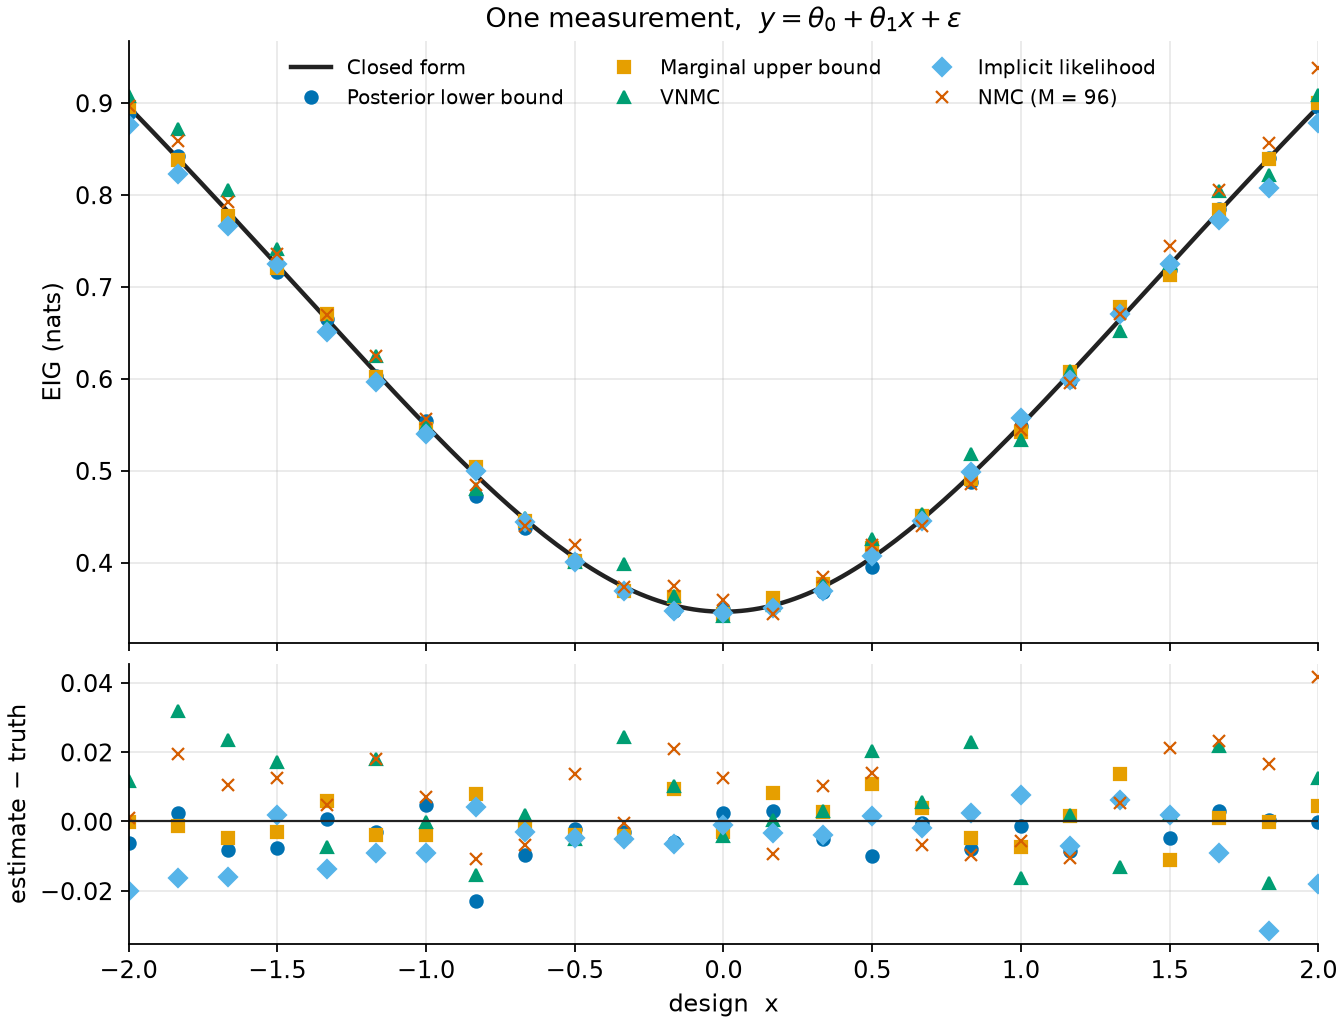 One measurement, y = θ₀ + θ₁x + ε
Closed form
Posterior lower bound
Marginal upper bound
VNMC
Implicit likelihood
NMC (M = 96)
EIG (nats)
0.9
0.8
0.7
0.6
0.5
0.4
estimate − truth
0.04
0.02
0.00
−0.02
−2.0 −1.5 −1.0 −0.5 0.0 0.5 1.0 1.5 2.0
design x